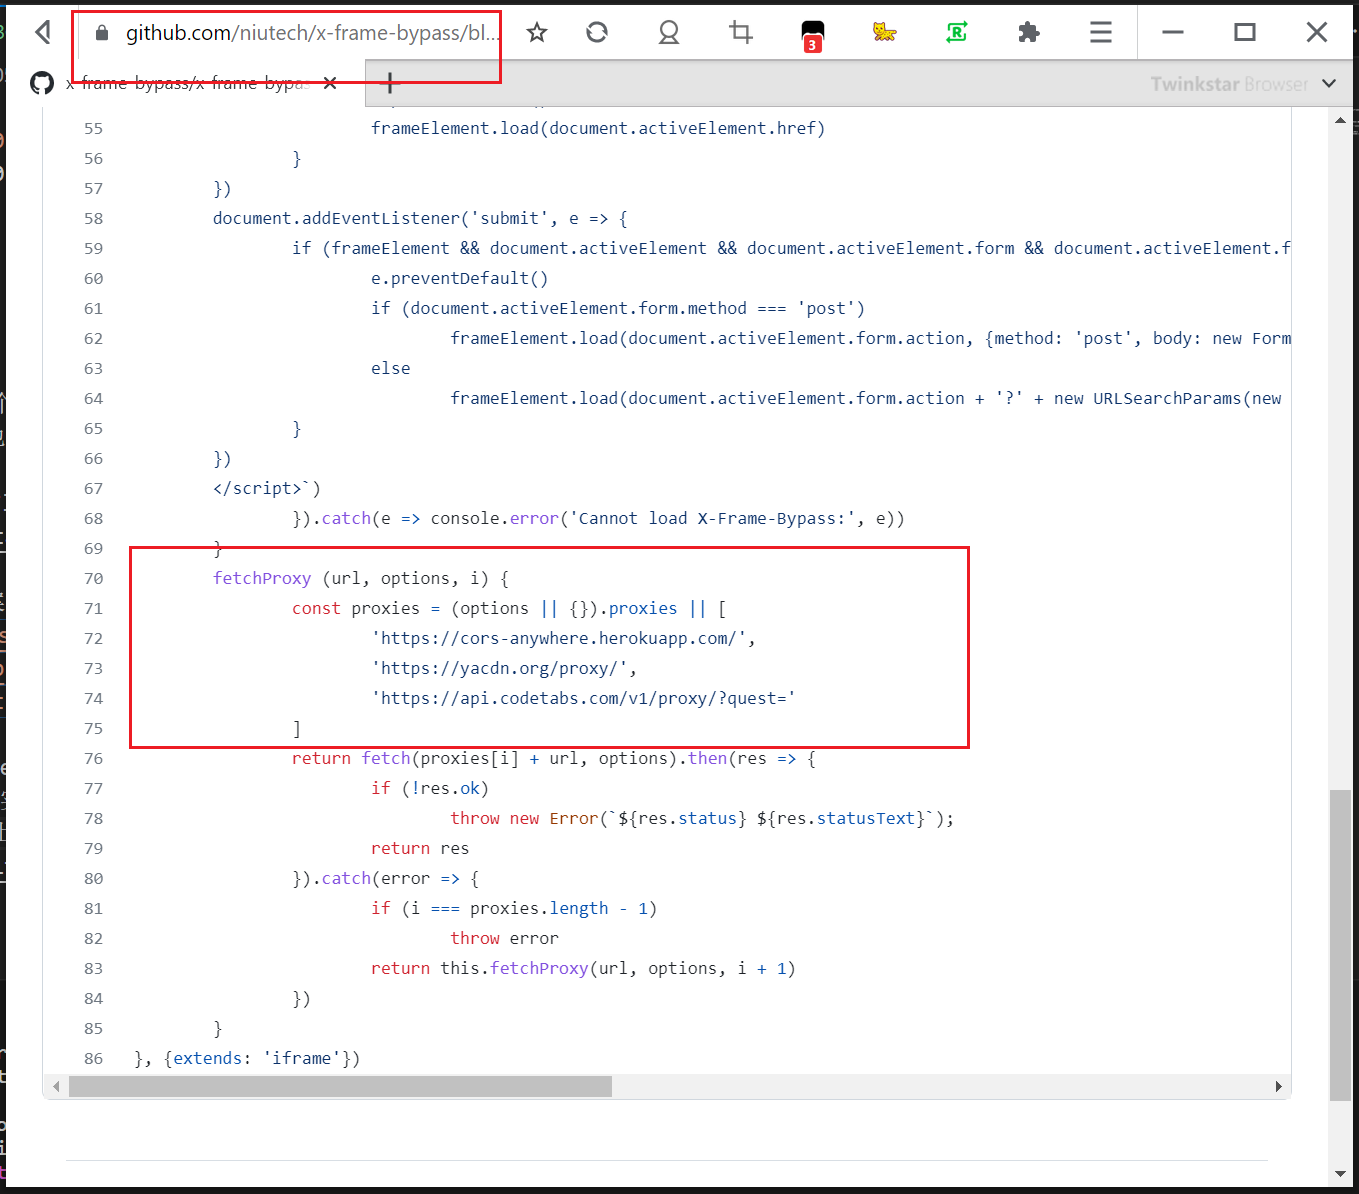 github.com/niutech/x-frame-bypass/bl...
3
x-frame-bypass/x-frame-bypas
Twinkstar Browser
55 frameElement.load(document.activeElement.href)
56 }
57 })
58 document.addEventListener('submit', e => {
59 if (frameElement && document.activeElement && document.activeElement.form && document.activeElement.f
60 e.preventDefault()
61 if (document.activeElement.form.method === 'post')
62 frameElement.load(document.activeElement.form.action, {method: 'post', body: new Form
63 else
64 frameElement.load(document.activeElement.form.action + '?' + new URLSearchParams(new
65 }
66 })
67 </script>`)
68 }).catch(e => console.error('Cannot load X-Frame-Bypass:', e))
69 }
70 fetchProxy (url, options, i) {
71 const proxies = (options || {}).proxies || [
72 'https://cors-anywhere.herokuapp.com/',
73 'https://yacdn.org/proxy/',
74 'https://api.codetabs.com/v1/proxy/?quest='
75 ]
76 return fetch(proxies[i] + url, options).then(res => {
77 if (!res.ok)
78 throw new Error(`${res.status} ${res.statusText}`);
79 return res
80 }).catch(error => {
81 if (i === proxies.length - 1)
82 throw error
83 return this.fetchProxy(url, options, i + 1)
84 })
85 }
86 }, {extends: 'iframe'})